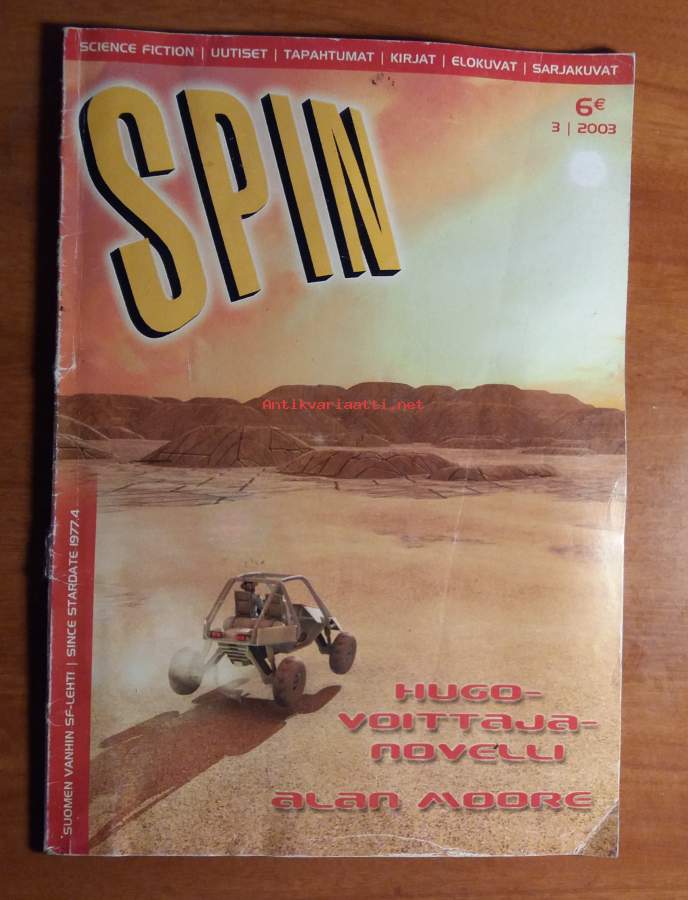 SCIENCE FICTION | UUTISET | TAPAHTUMAT | KIRJAT | ELOKUVAT | SARJAKUVAT
SPIN
6€
3 | 2003
Antikvariaatti.net
SUOMEN VANHIN SF-LEHTI | SINCE STARDATE 1977.4
HUGO-
VOITTAJA-
NOVELLI
ALAN MOORE